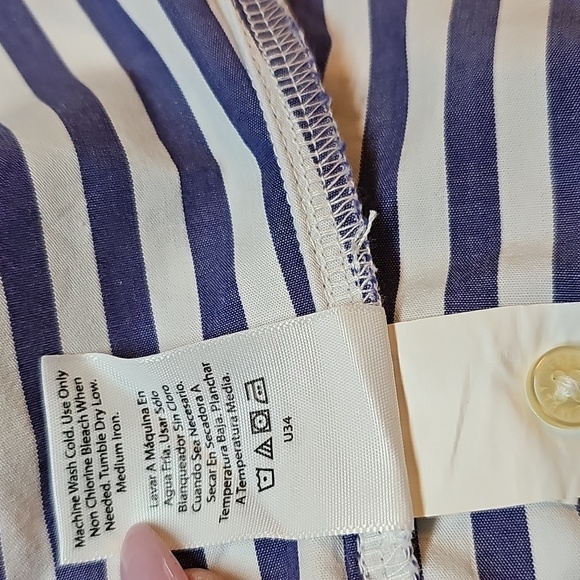 Machine Wash Cold. Use Only
Non Chlorine Bleach When
Needed. Tumble Dry Low.
Medium Iron.
Lavar A Máquina En
Agua Fría. Usar Sólo
Blanqueador Sin Cloro
Cuando Sea Necesario.
Secar En Secadora A
Temperatura Baja. Planchar
A Temperatura Media.
U34